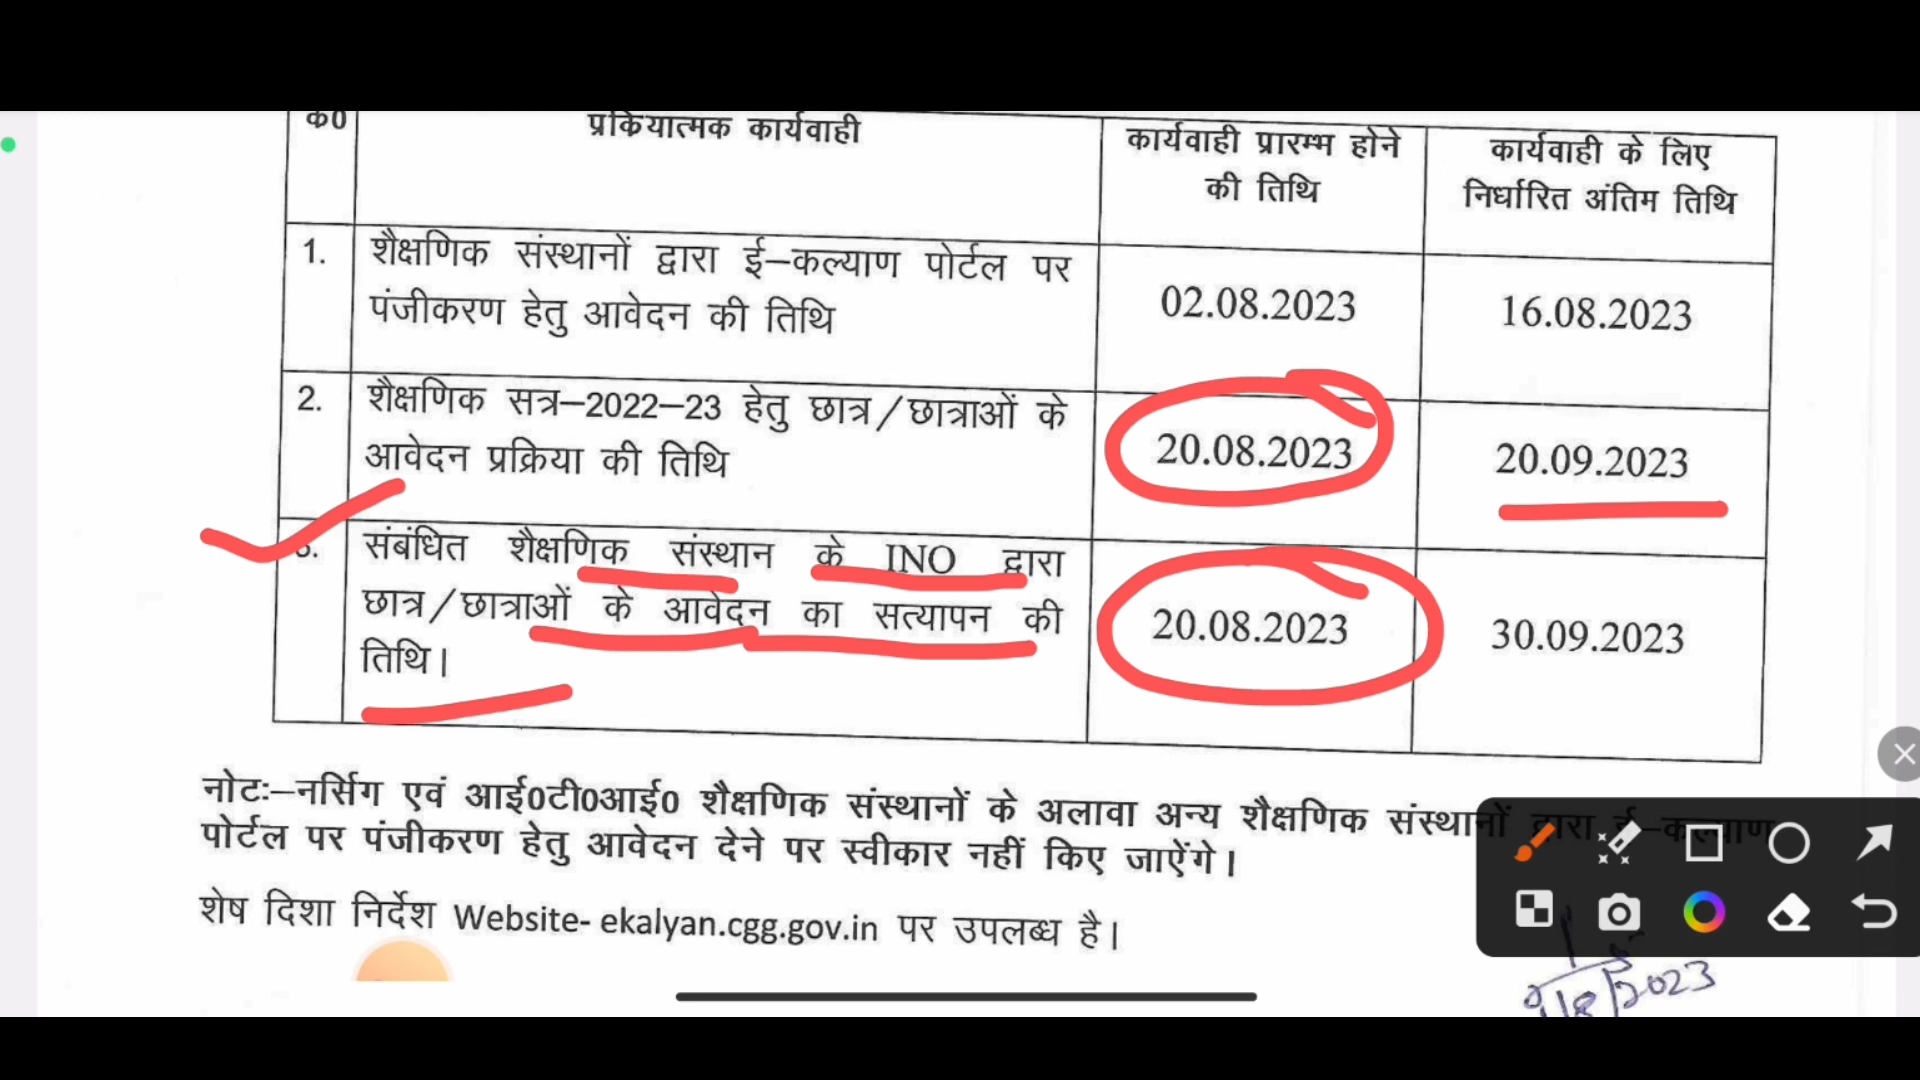 क0
प्रकियात्मक कार्यवाही
कार्यवाही प्रारम्भ होने
की तिथि
कार्यवाही के लिए
निर्धारित अंतिम तिथि
1.
शैक्षणिक संस्थानों द्वारा ई–कल्याण पोर्टल पर
पंजीकरण हेतु आवेदन की तिथि
02.08.2023
16.08.2023
2.
शैक्षणिक सत्र–2022–23 हेतु छात्र/छात्राओं के
आवेदन प्रक्रिया की तिथि
20.08.2023
20.09.2023
3.
संबंधित शैक्षणिक संस्थान के INO द्वारा
छात्र/छात्राओं के आवेदन का सत्यापन की
तिथि।
20.08.2023
30.09.2023
नोटः–नर्सिग एवं आई0टी0आई0 शैक्षणिक संस्थानों के अलावा अन्य शैक्षणिक संस्थानों द्वारा ई–कल्याण
पोर्टल पर पंजीकरण हेतु आवेदन देने पर स्वीकार नहीं किए जाऐंगे।
शेष दिशा निर्देश Website- ekalyan.cgg.gov.in पर उपलब्ध है।